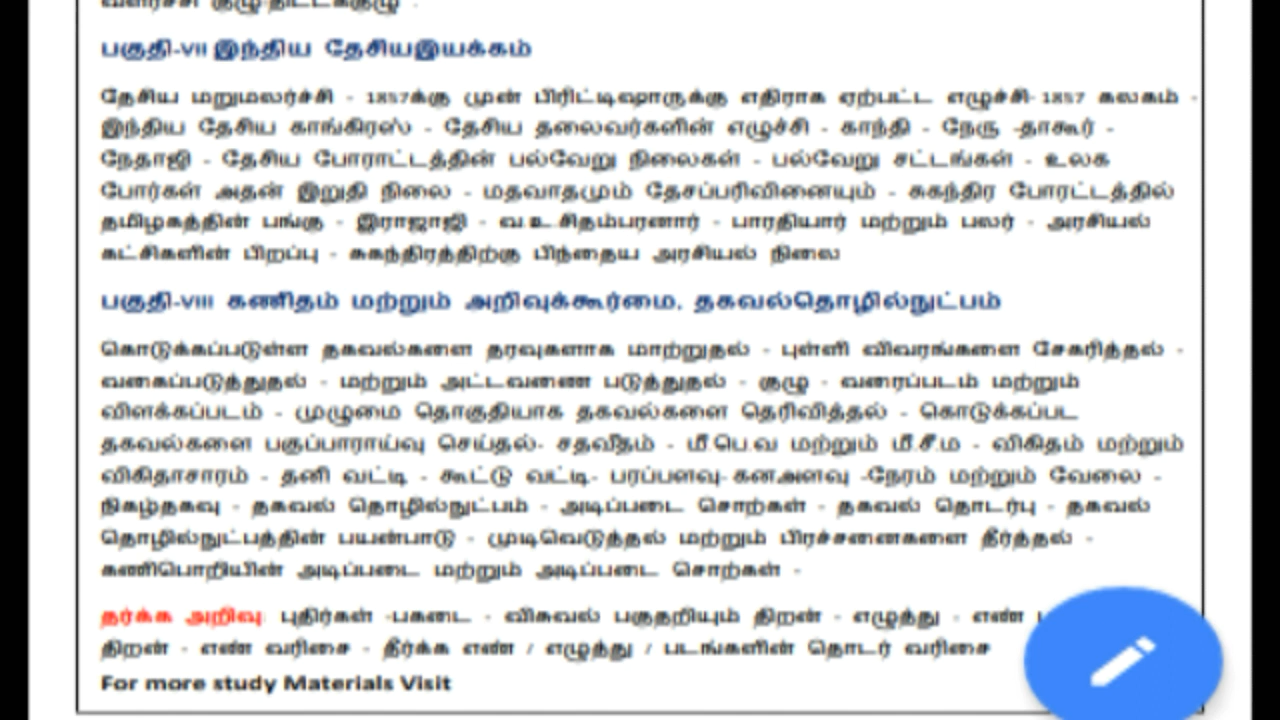 வளர்ச்சி குழு-திட்டக்குழு .
பகுதி-VII இந்திய தேசியஇயக்கம்
தேசிய மறுமலர்ச்சி - 1857க்கு முன் பிரிட்டிஷாருக்கு எதிராக ஏற்பட்ட எழுச்சி- 1857 கலகம் -
இந்திய தேசிய காங்கிரஸ் - தேசிய தலைவர்களின் எழுச்சி - காந்தி - நேரு -தாகூர் -
நேதாஜி - தேசிய போராட்டத்தின் பல்வேறு நிலைகள் - பல்வேறு சட்டங்கள் - உலக
போர்கள் அதன் இறுதி நிலை - மதவாதமும் தேசப்பரிவினையும் - சுகந்திர போரட்டத்தில்
தமிழகத்தின் பங்கு - இராஜாஜி - வ.உ.சிதம்பரனார் - பாரதியார் மற்றும் பலர் - அரசியல்
கட்சிகளின் பிறப்பு - சுகந்திரத்திற்கு பிந்தைய அரசியல் நிலை
பகுதி-VIII கணிதம் மற்றும் அறிவுக்கூர்மை, தகவல்தொழில்நுட்பம்
கொடுக்கப்படுள்ள தகவல்களை தரவுகளாக மாற்றுதல் - புள்ளி விவரங்களை சேகரித்தல் -
வகைப்படுத்துதல் - மற்றும் அட்டவணை படுத்துதல் - குழு - வரைப்படம் மற்றும்
விளக்கப்படம் - முழுமை தொகுதியாக தகவல்களை தெரிவித்தல் - கொடுக்கப்பட
தகவல்களை பகுப்பாராய்வு செய்தல்- சதவீதம் - மீ.பெ.வ மற்றும் மீ.சீ.ம - விகிதம் மற்றும்
விகிதாசாரம் - தனி வட்டி - கூட்டு வட்டி- பரப்பளவு- கனஅளவு -நேரம் மற்றும் வேலை -
நிகழ்தகவு - தகவல் தொழில்நுட்பம் - அடிப்படை சொற்கள் - தகவல் தொடர்பு - தகவல்
தொழில்நுட்பத்தின் பயன்பாடு - முடிவெடுத்தல் மற்றும் பிரச்சனைகளை தீர்த்தல் -
கணிபொறியின் அடிப்படை மற்றும் அடிப்படை சொற்கள் -
தர்க்க அறிவு: புதிர்கள் -பகடை - விசுவல் பகுதறியும் திறன் - எழுத்து - எண்
திறன் - எண் வரிசை - தீர்க்க எண் / எழுத்து / படங்களின் தொடர் வரிசை
For more study Materials Visit